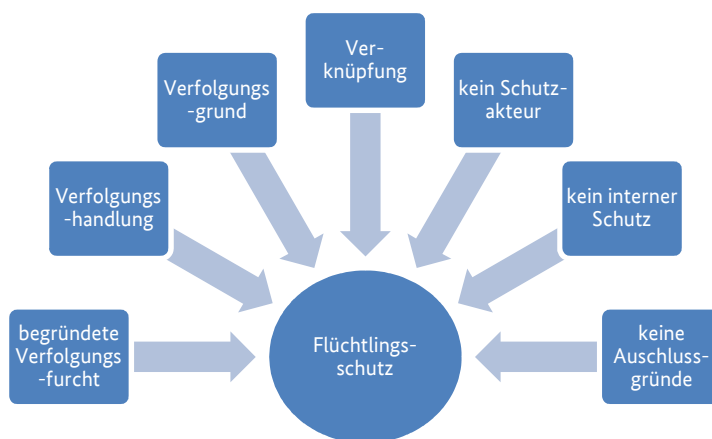 begründete
Verfolgungs
-furcht
Verfolgungs
-handlung
Verfolgungs
-grund
Ver-
knüpfung
kein Schutz-
akteur
kein interner
Schutz
keine
Auschluss-
gründe
Flüchtlings-
schutz